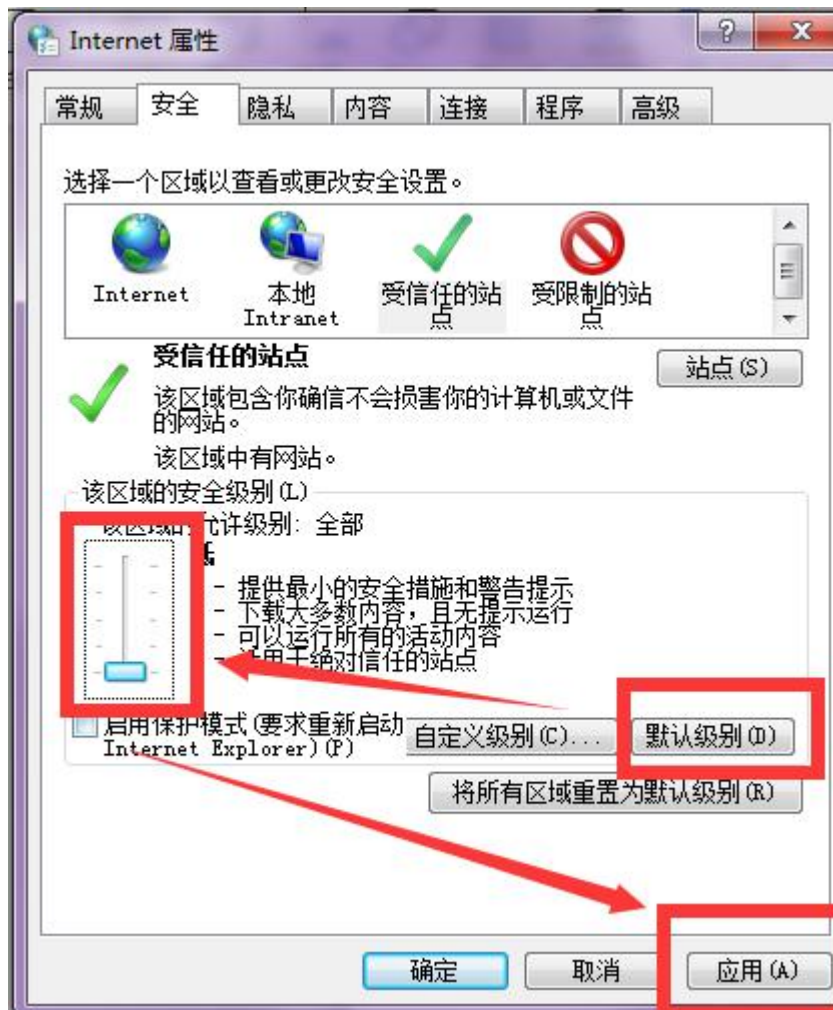 Internet 属性
常规 安全 隐私 内容 连接 程序 高级
选择一个区域以查看或更改安全设置。
Internet
本地
Intranet
受信任的站
点
受限制的站
点
受信任的站点
站点(S)
该区域包含你确信不会损害你的计算机或文件
的网站。
该区域中有网站。
该区域的安全级别(L)
该区域的允许级别: 全部
- 提供最小的安全措施和警告提示
- 下载大多数内容，且无提示运行
- 可以运行所有的活动内容
- 适用于绝对信任的站点
启用保护模式(要求重新启动
Internet Explorer)(P)
自定义级别(C)...
默认级别(D)
将所有区域重置为默认级别(R)
确定 取消 应用(A)